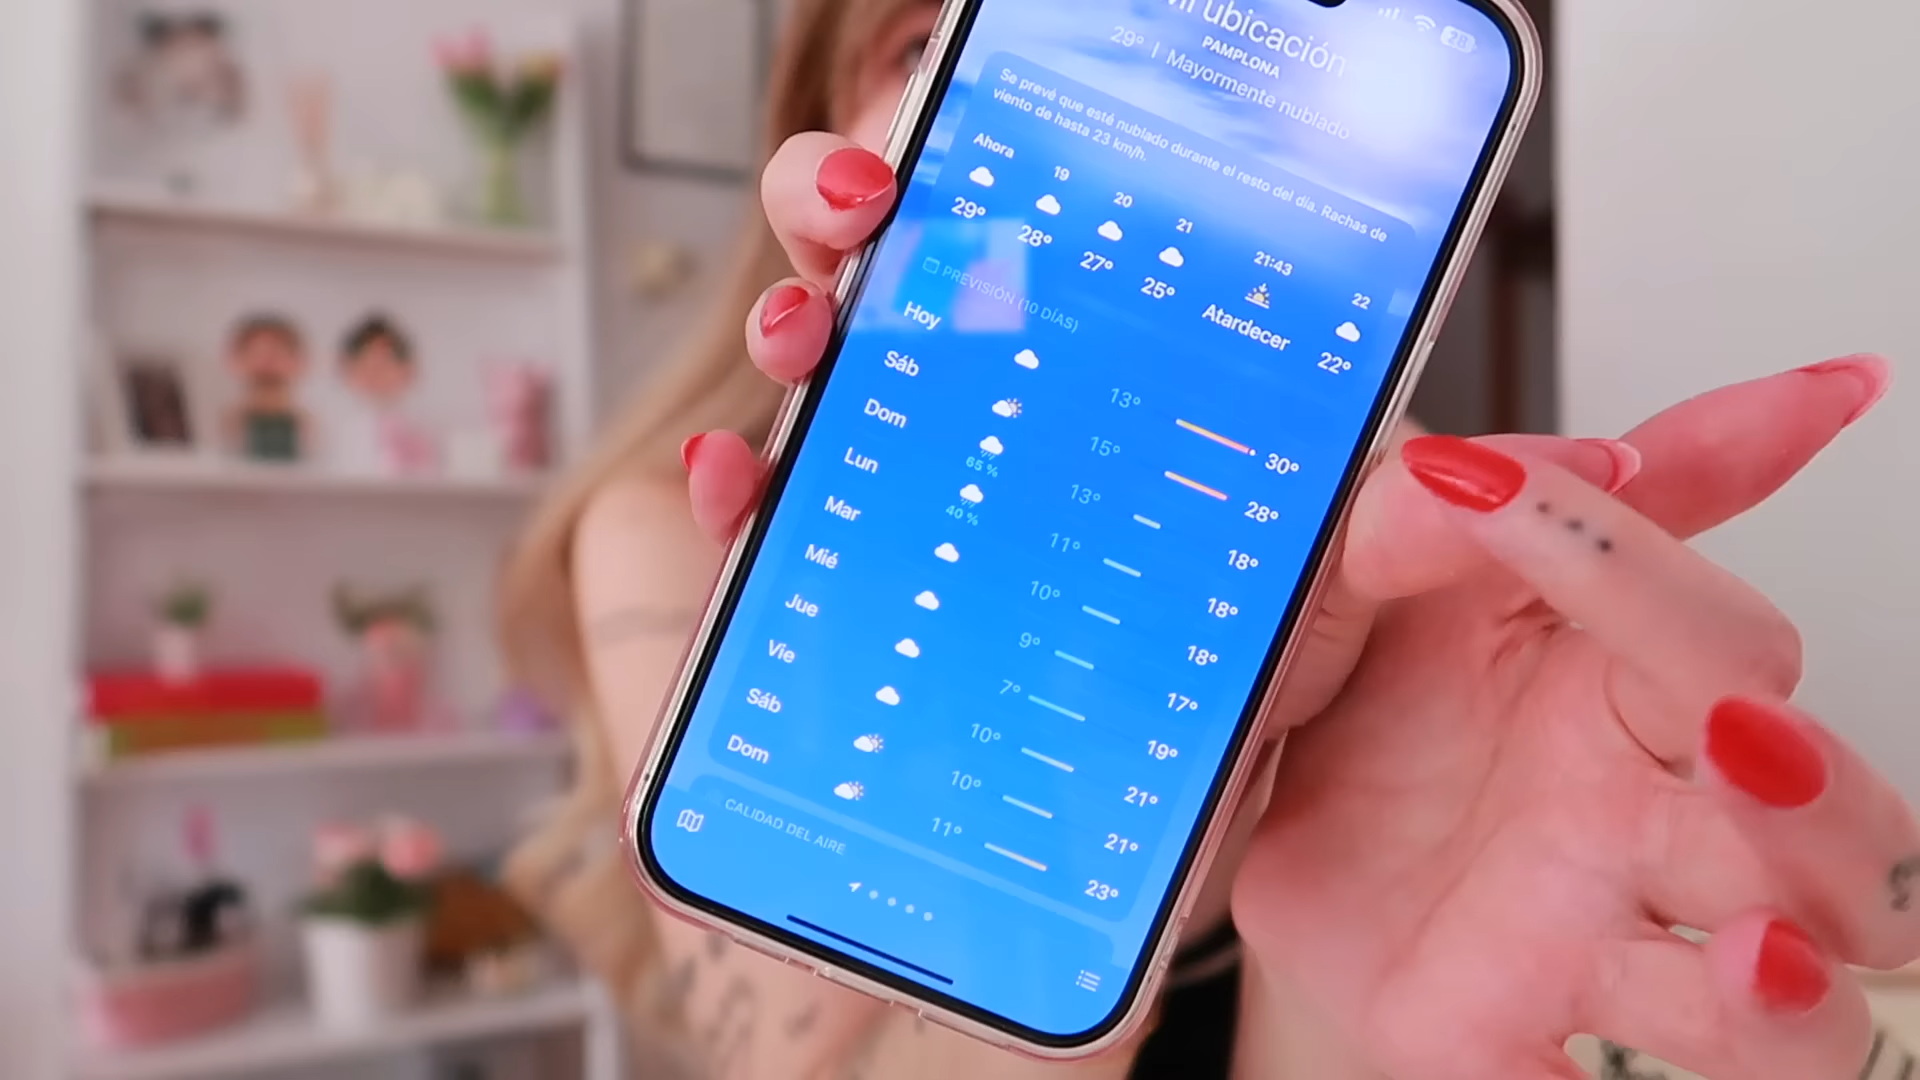 ubicación
28
PAMPLONA
29° | Mayormente nublado
Se prevé que esté nublado durante el resto del día. Rachas de
viento de hasta 23 km/h.
Ahora 19 20 21 21:43 22
29° 28° 27° 25° Atardecer 22°
PREVISIÓN (10 DÍAS)
Hoy 13° 30°
Sáb 15° 28°
Dom 65 % 13° 18°
Lun 40 % 11° 18°
Mar 10° 18°
Mié 9° 17°
Jue 7° 19°
Vie 10° 21°
Sáb 10° 21°
Dom 11° 23°
CALIDAD DEL AIRE